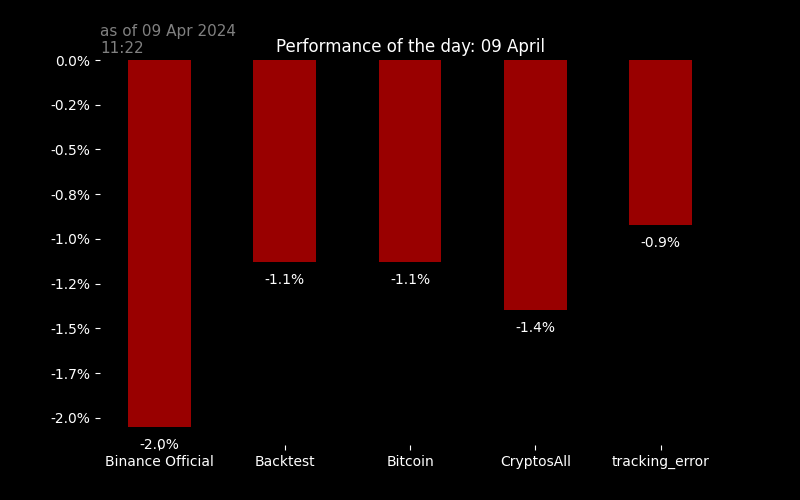 as of 09 Apr 2024
11:22
Performance of the day: 09 April
0.0%
-0.2%
-0.5%
-0.8%
-1.0%
-1.2%
-1.5%
-1.7%
-2.0%
-2.0%
-1.1%
-1.1%
-1.4%
-0.9%
Binance Official
Backtest
Bitcoin
CryptosAll
tracking_error